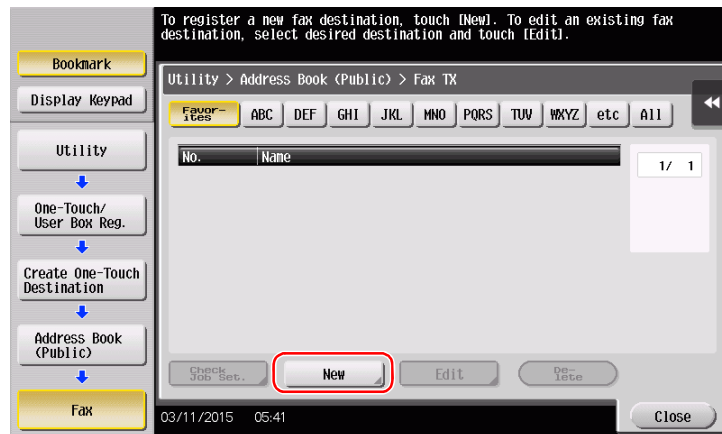 To register a new fax destination, touch [New]. To edit an existing fax
destination, select desired destination and touch [Edit].
Bookmark
Display Keypad
Utility
One-Touch/
User Box Reg.
Create One-Touch
Destination
Address Book
(Public)
Fax
Utility > Address Book (Public) > Fax TX
Favor-
ites
ABC
DEF
GHI
JKL
MNO
PQRS
TUV
WXYZ
etc
All
No.
Name
1/ 1
Check
Job Set.
New
Edit
De-
lete
03/11/2015 05:41
Close